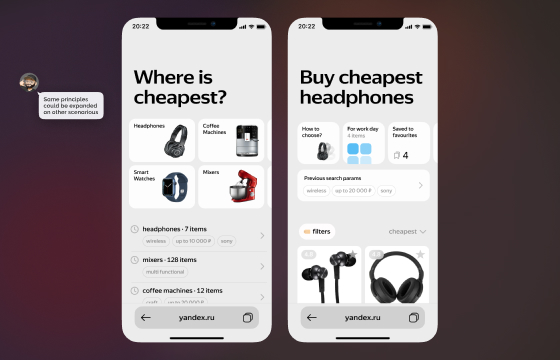 Some principles
could be expanded
on other scenarious
20:22
Where is
cheapest?
Headphones
Coffee
Machines
Smart
Watches
Mixers
headphones · 7 items
wireless
up to 10 000 ₽
sony
mixers · 128 items
multi functional
coffee machines · 12 items
craft
up to 20 000 ₽
yandex.ru
20:22
Buy cheapest
headphones
How to
choose?
For work day
4 items
Saved to
favourites
4
Previous search params
wireless
up to 20 000 ₽
sony
filters
cheapest
yandex.ru